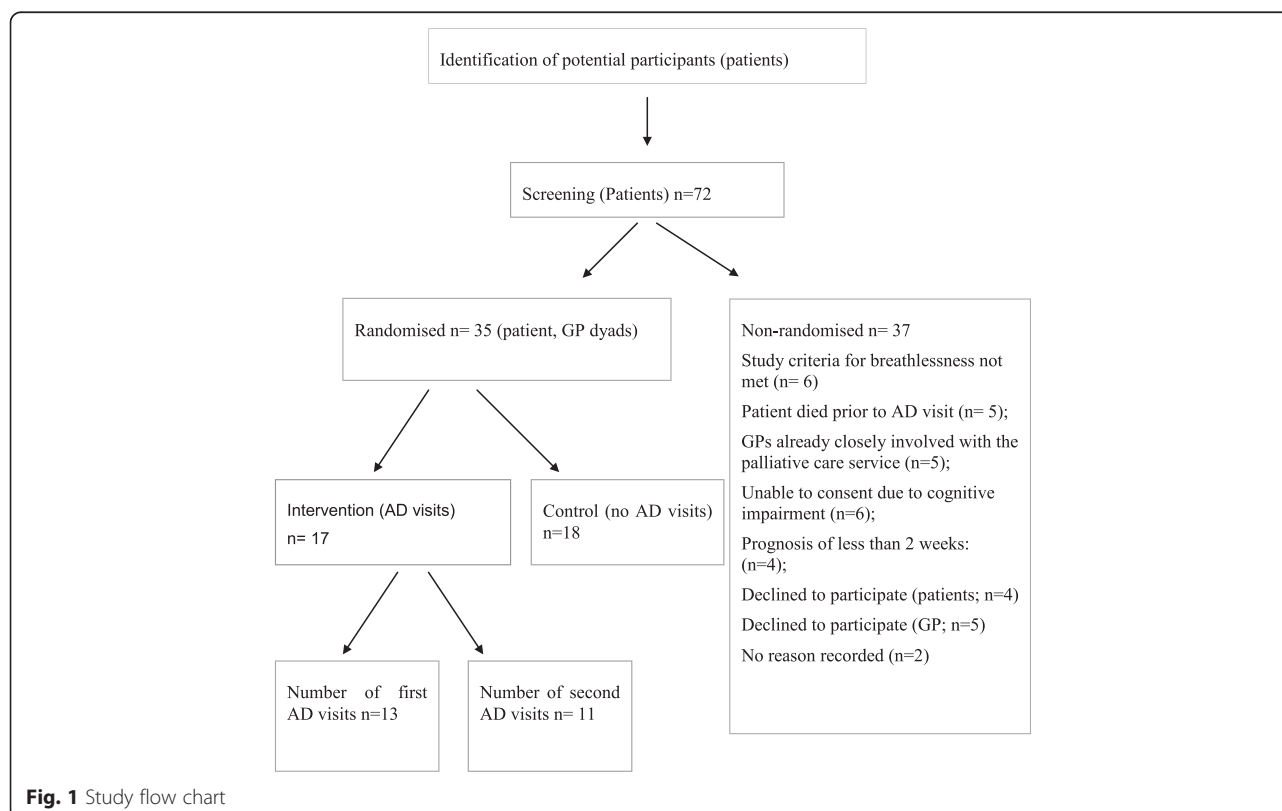 Identification of potential participants (patients)
Screening (Patients) n=72
Randomised n= 35 (patient, GP dyads)
Non-randomised n= 37
Study criteria for breathlessness not
met (n= 6)
Patient died prior to AD visit (n= 5);
GPs already closely involved with the
palliative care service (n=5);
Unable to consent due to cognitive
impairment (n=6);
Prognosis of less than 2 weeks:
(n=4);
Declined to participate (patients; n=4)
Declined to participate (GP; n=5)
No reason recorded (n=2)
Intervention (AD visits)
n= 17
Control (no AD visits)
n=18
Number of first
AD visits n=13
Number of second
AD visits n= 11
Fig. 1 Study flow chart